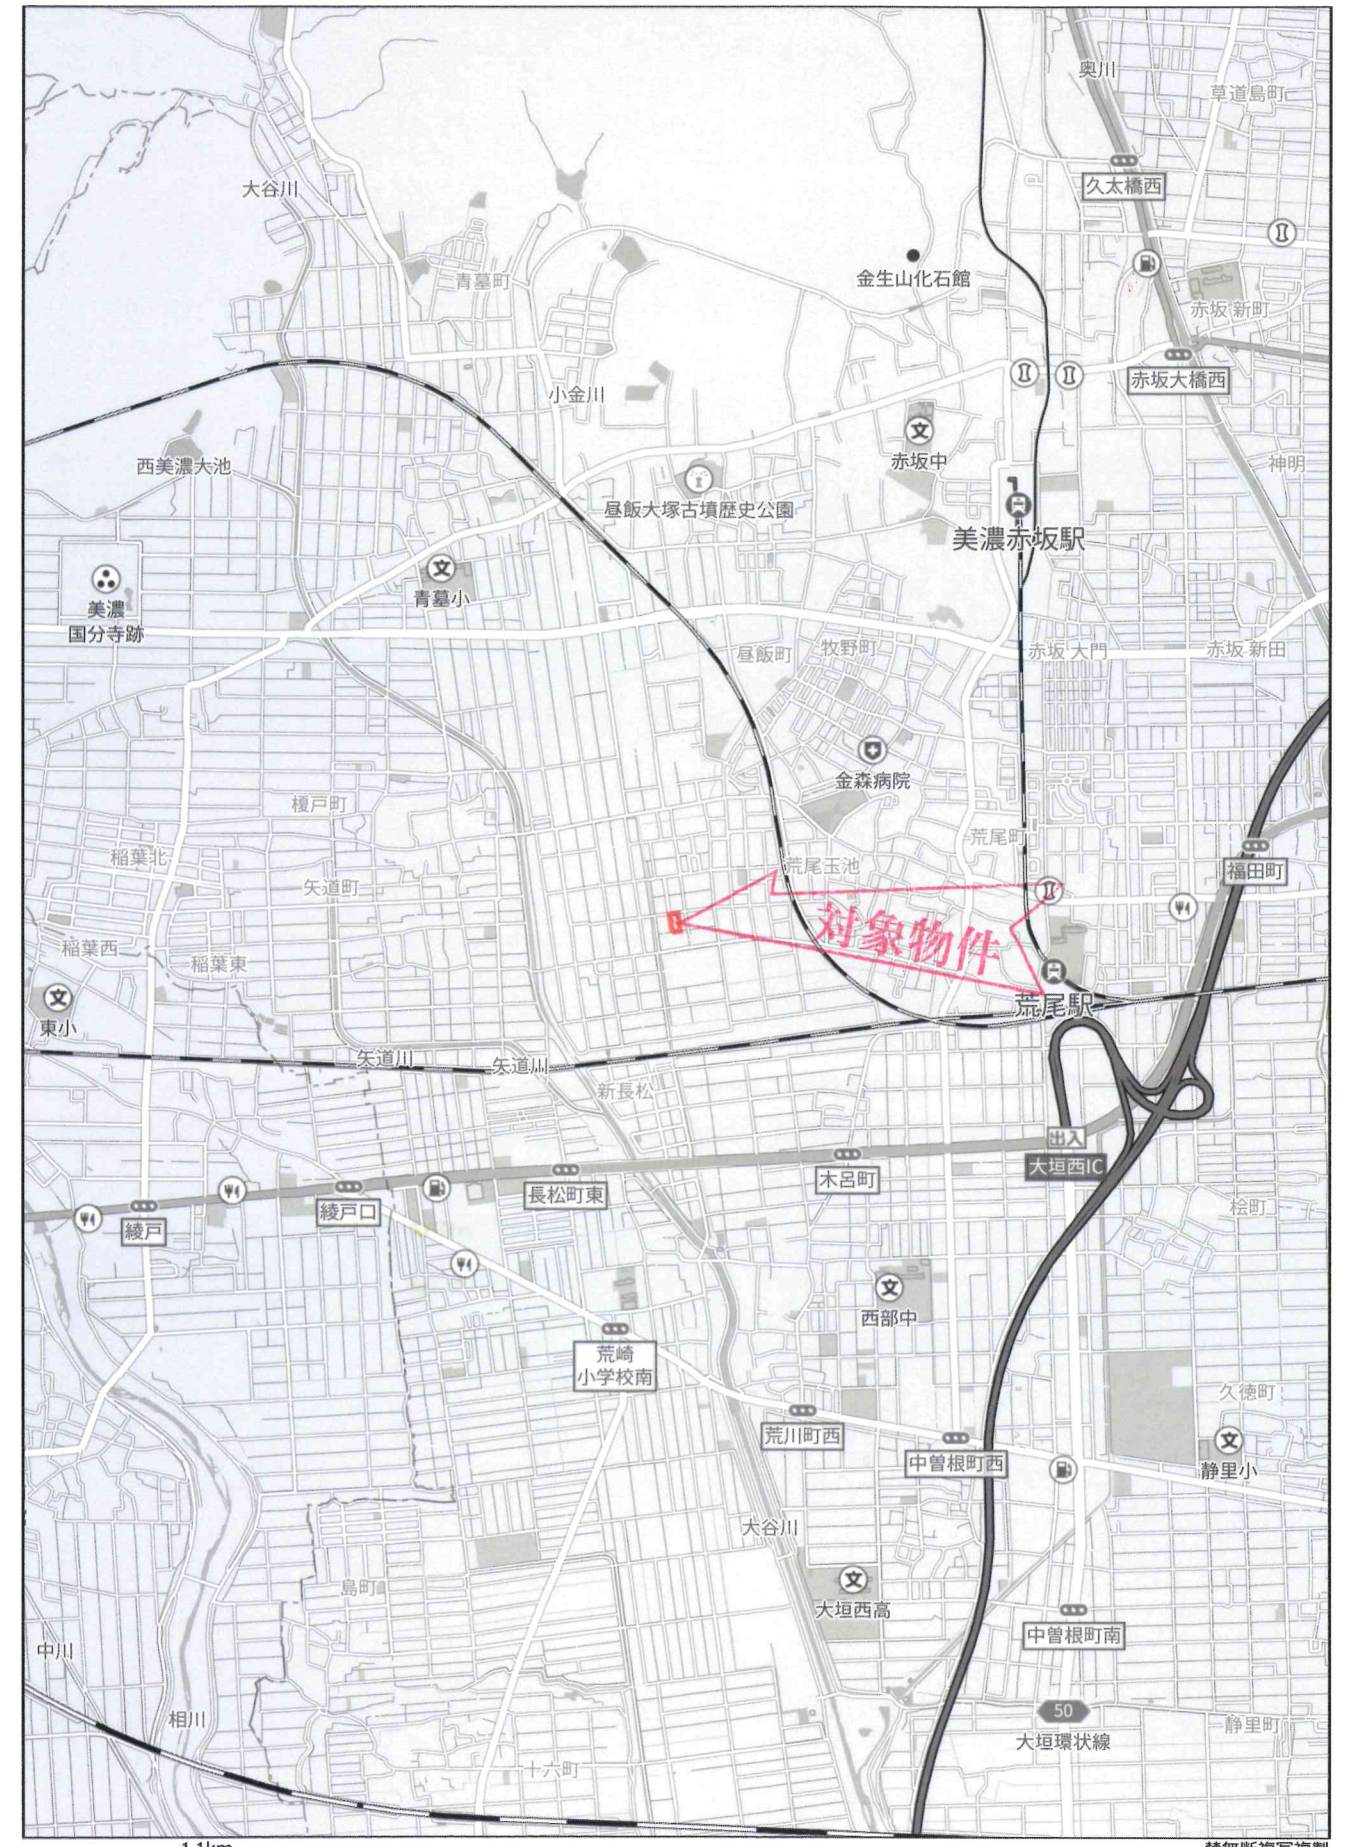 奥川
草道島町
久太橋西
大谷川
金生山化石館
青墓町
赤坂新町
赤坂大橋西
小金川
赤坂中
神明
西美濃大池
昼飯大塚古墳歴史公園
美濃赤坂駅
青墓小
美濃
国分寺跡
昼飯町
牧野町
赤坂大門
赤坂新田
金森病院
榎戸町
荒尾町
稲葉北
荒尾玉池
福田町
矢道町
対象物件
稲葉西
稲葉東
荒尾駅
東小
矢道川
矢道川
新長松
出入
大垣西IC
木呂町
長松町東
綾戸口
綾戸
桧町
西部中
荒崎
小学校南
久徳町
荒川町西
中曽根町西
静里小
大谷川
島町
大垣西高
中曽根町南
中川
50
相川
大垣環状線
静里町
十六町
1.1km
禁無断複写複製